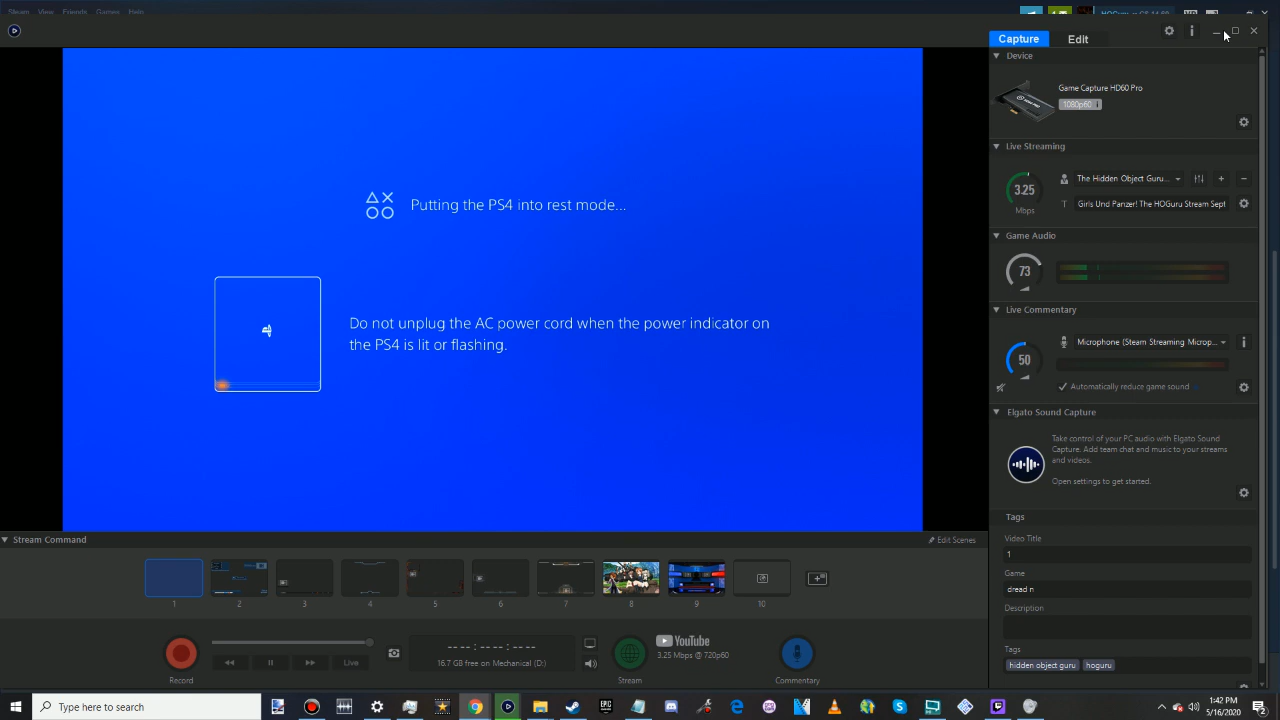 Steam View Friends Games Help
Capture
Edit
Device
Game Capture HD60 Pro
1080p60 i
Live Streaming
3.25
Mbps
The Hidden Object Guru...
T Girls Und Panzer! The HOGuru Stream Sept
Game Audio
73
Live Commentary
50
Microphone (Steam Streaming Microp...
Automatically reduce game sound
Elgato Sound Capture
Take control of your PC audio with Elgato Sound
Capture. Add team chat and music to your streams
and videos.
Open settings to get started.
Tags
Video Title
1
Game
dread n
Description
Tags
hidden object guru hoguru
Putting the PS4 into rest mode...
Do not unplug the AC power cord when the power indicator on
the PS4 is lit or flashing.
Stream Command
Edit Scenes
1 2 3 4 5 6 7 8 9 10
Record
Live
--:----:----:--
16.7 GB free on Mechanical (D:)
Stream
YouTube
3.25 Mbps @ 720p60
Commentary
Type here to search
EPIC
1:42 PM
5/16/2020
2